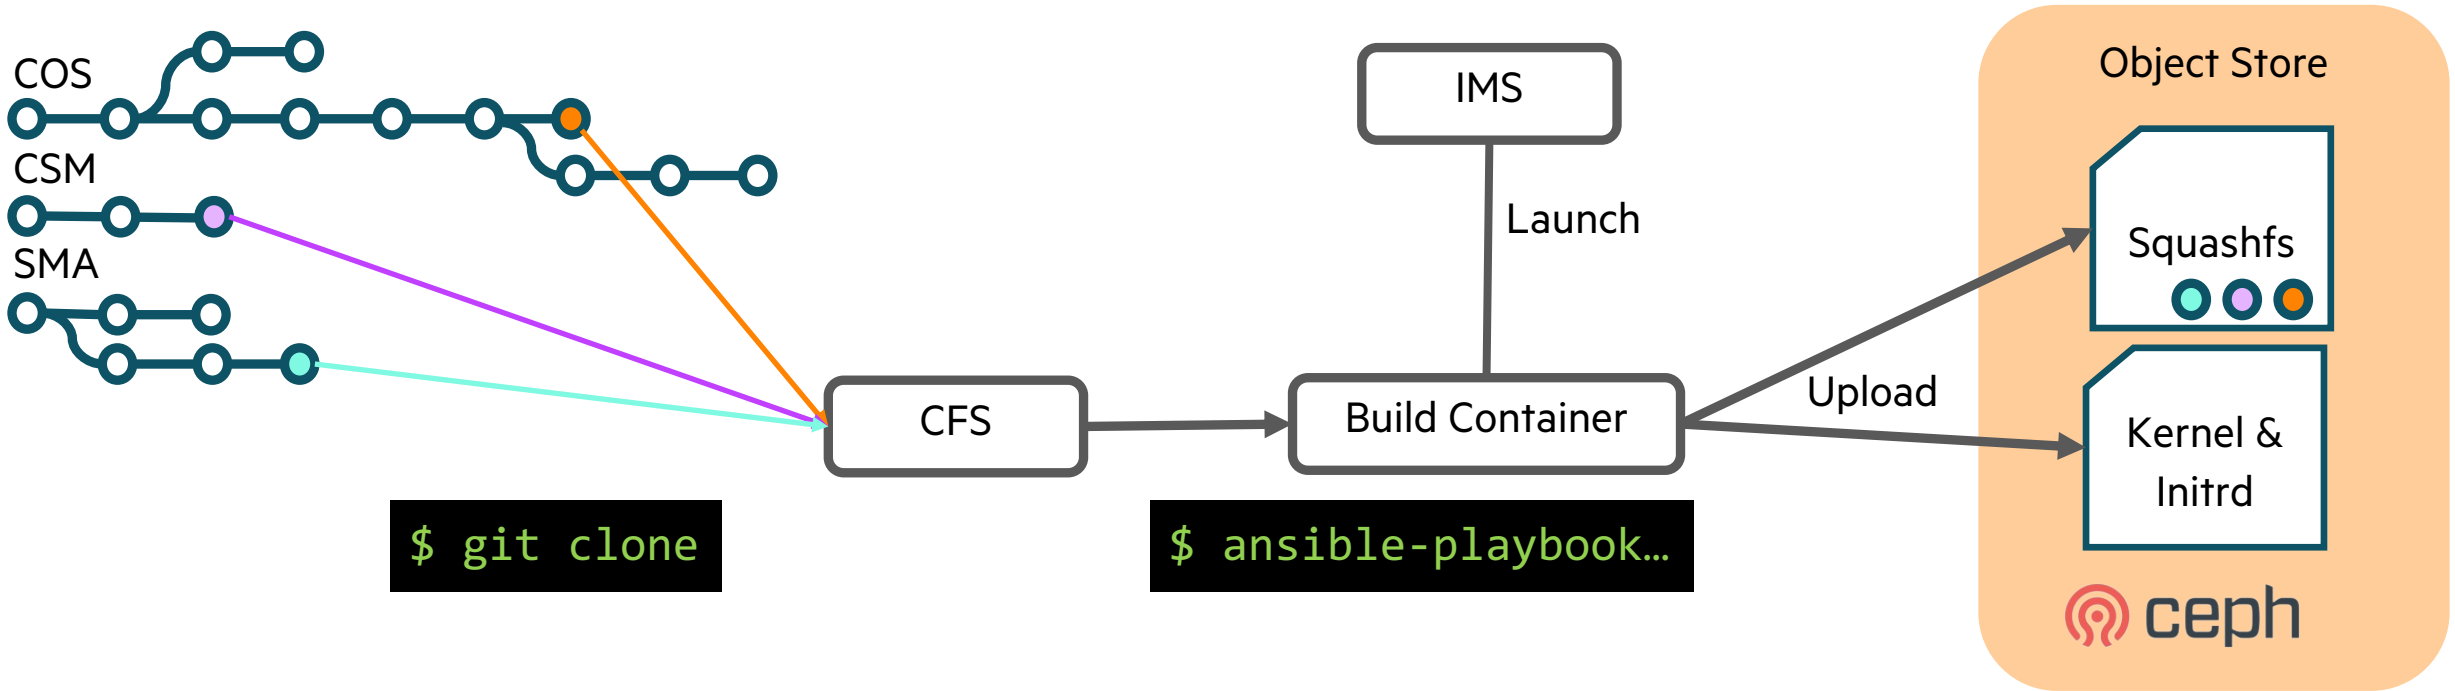 COS
CSM
SMA
$ git clone
CFS
IMS
Launch
Build Container
$ ansible-playbook…
Upload
Object Store
Squashfs
Kernel &
Initrd
ceph